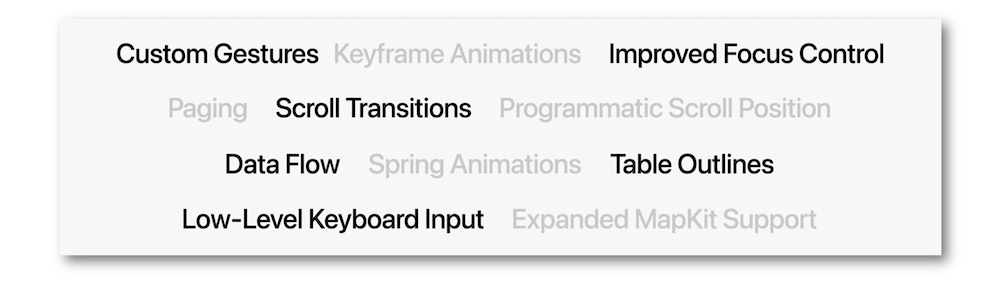 Custom Gestures Keyframe Animations Improved Focus Control
Paging Scroll Transitions Programmatic Scroll Position
Data Flow Spring Animations Table Outlines
Low-Level Keyboard Input Expanded MapKit Support